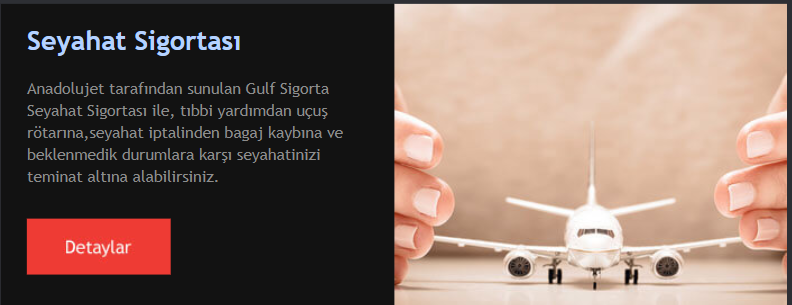 Seyahat Sigortası
Anadolujet tarafından sunulan Gulf Sigorta
Seyahat Sigortası ile, tıbbi yardımdan uçuş
rötarına,seyahat iptalinden bagaj kaybına ve
beklenmedik durumlara karşı seyahatinizi
teminat altına alabilirsiniz.
Detaylar